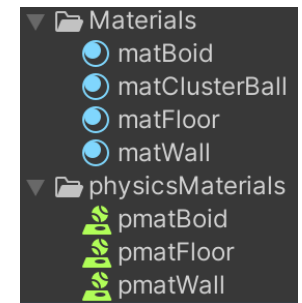 Materials
matBoid
matClusterBall
matFloor
matWall
physicsMaterials
pmatBoid
pmatFloor
pmatWall